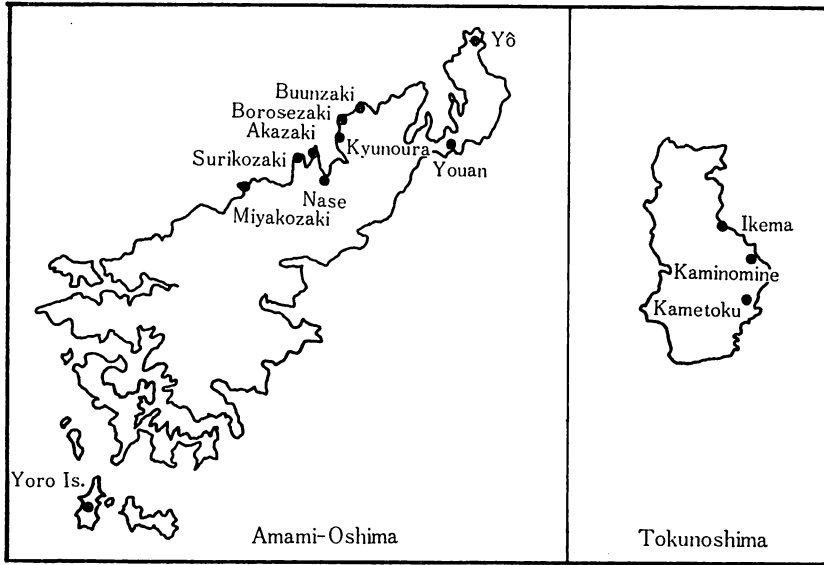 Yô
Buunzaki
Borosezaki
Akazaki
Kyunoura
Surikozaki
Youan
Nase
Miyakozaki
Yoro Is.
Amami-Oshima
Ikema
Kaminomine
Kametoku
Tokunoshima